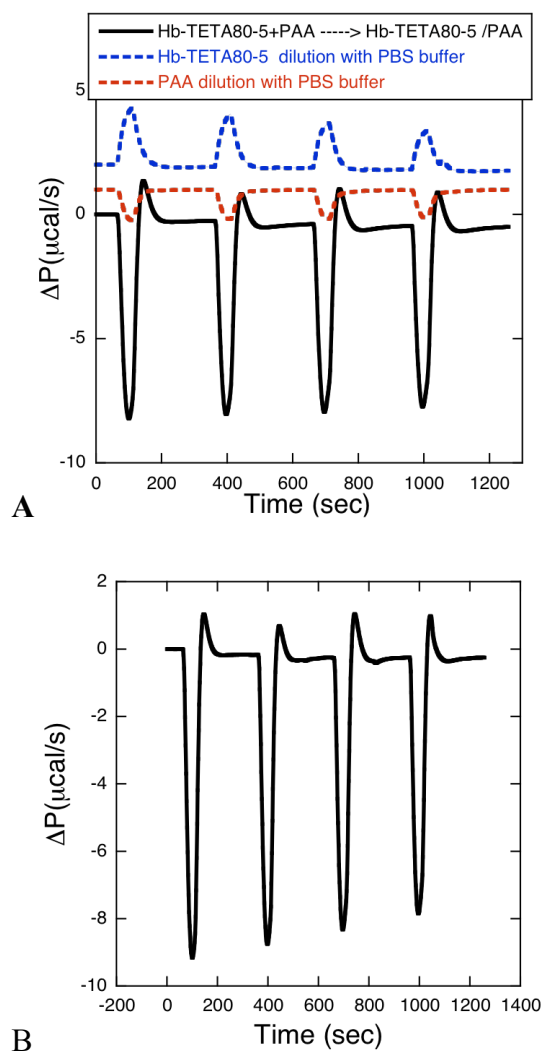 Hb-TETA80-5+PAA -----> Hb-TETA80-5 /PAA
Hb-TETA80-5 dilution with PBS buffer
PAA dilution with PBS buffer
5
0
-5
-10
ΔP(μcal/s)
0 200 400 600 800 1000 1200
Time (sec)
A
2
0
-2
-4
-6
-8
-10
ΔP(μcal/s)
-200 0 200 400 600 800 1000 1200 1400
Time (sec)
B